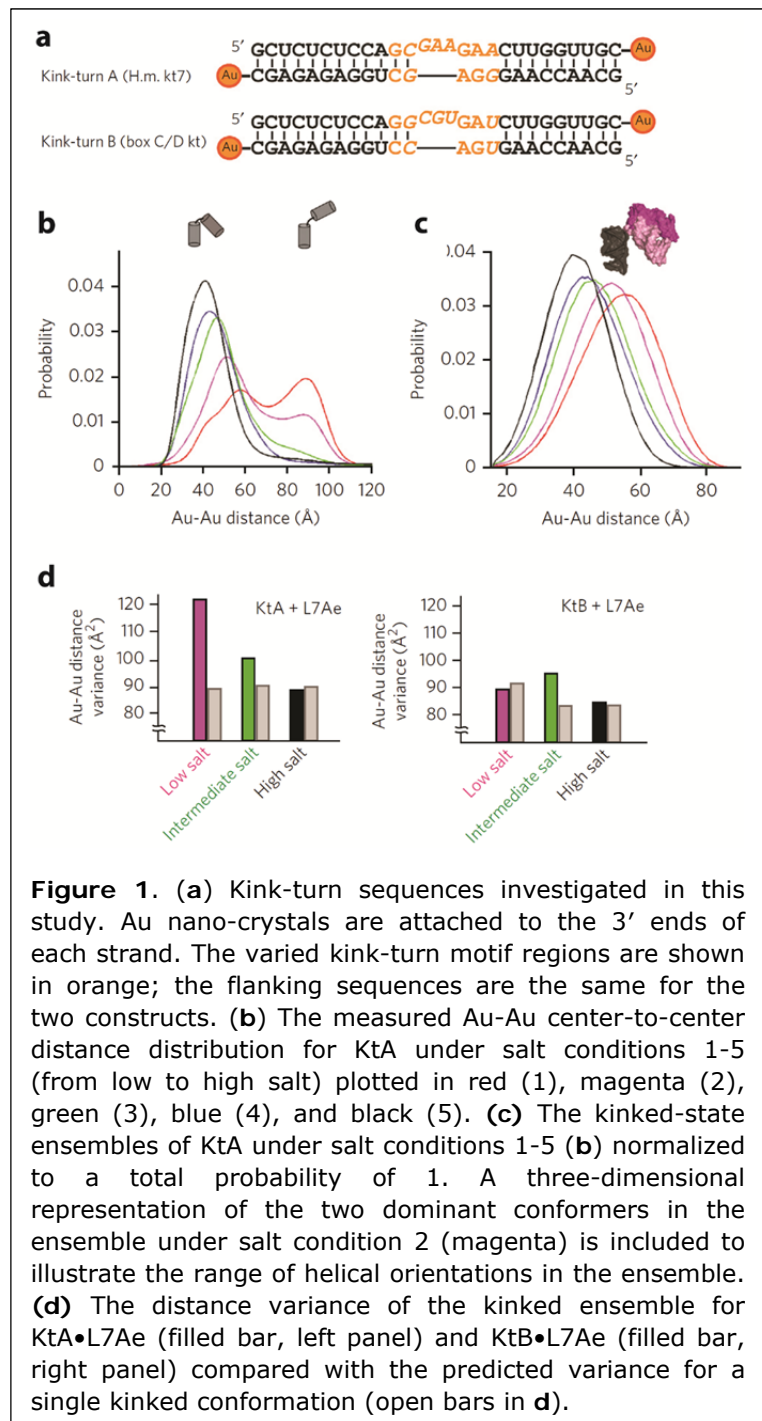 a
5′ GCUCUCUCCAGCGAAGAACUUGGUUGC Au
Kink-turn A (H.m. kt7)
Au CGAGAGAGGUCG AGGGAACCAACG 5′
5′ GCUCUCUCCAGGCGUGAUCUUGGUUGC Au
Kink-turn B (box C/D kt)
Au CGAGAGAGGUCC AGUGAACCAACG 5′
b
c
0.04
0.03
0.02
0.01
0
Probability
0 20 40 60 80 100 120
Au-Au distance (Å)
).04
0.03
0.02
0.01
0
Probability
20 40 60 80
Au-Au distance (Å)
d
Au-Au distance
variance (Å²)
120
100
90
80
KtA + L7Ae
Low salt
Intermediate salt
High salt
Au-Au distance
variance (Å²)
120
100
90
80
KtB + L7Ae
Low salt
Intermediate salt
High salt
Figure 1. (a) Kink-turn sequences investigated in this
study. Au nano-crystals are attached to the 3′ ends of
each strand. The varied kink-turn motif regions are shown
in orange; the flanking sequences are the same for the
two constructs. (b) The measured Au-Au center-to-center
distance distribution for KtA under salt conditions 1-5
(from low to high salt) plotted in red (1), magenta (2),
green (3), blue (4), and black (5). (c) The kinked-state
ensembles of KtA under salt conditions 1-5 (b) normalized
to a total probability of 1. A three-dimensional
representation of the two dominant conformers in the
ensemble under salt condition 2 (magenta) is included to
illustrate the range of helical orientations in the ensemble.
(d) The distance variance of the kinked ensemble for
KtA•L7Ae (filled bar, left panel) and KtB•L7Ae (filled bar,
right panel) compared with the predicted variance for a
single kinked conformation (open bars in d).